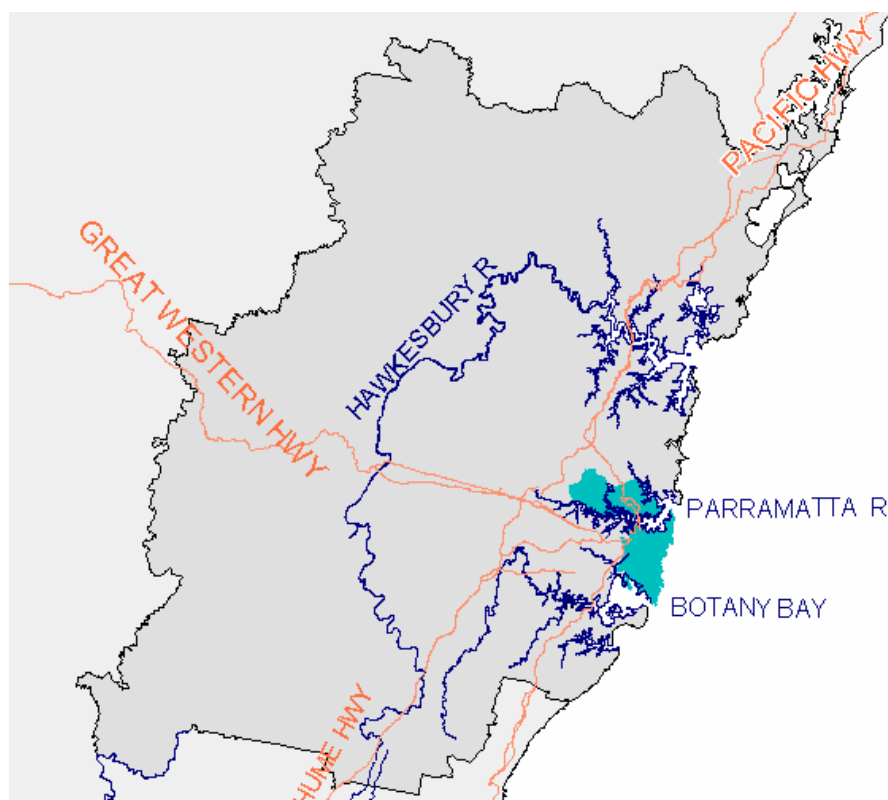 PACIFIC HWY
GREAT WESTERN HWY
HAWKESBURY R
PARRAMATTA R
BOTANY BAY
HUME HWY